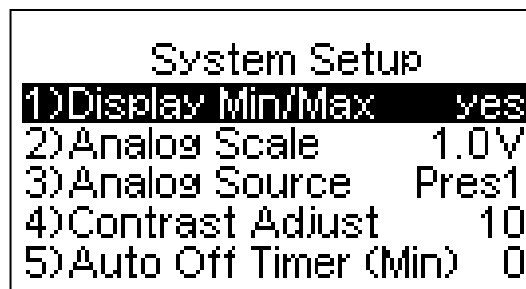 System Setup
1)Display Min/Max yes
2)Analog Scale 1.0V
3)Analog Source Pres1
4)Contrast Adjust 10
5)Auto Off Timer (Min) 0